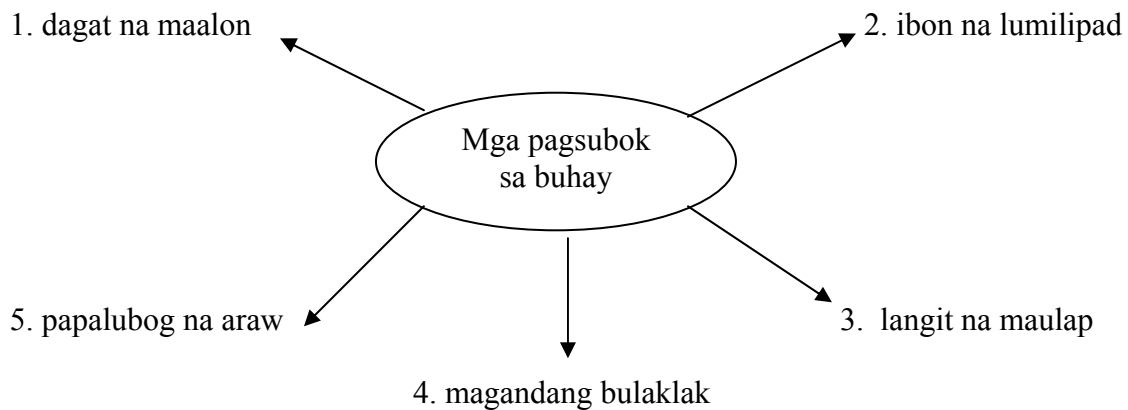 1. dagat na maalon
2. ibon na lumilipad
Mga pagsubok
sa buhay
5. papalubog na araw
3. langit na maulap
4. magandang bulaklak